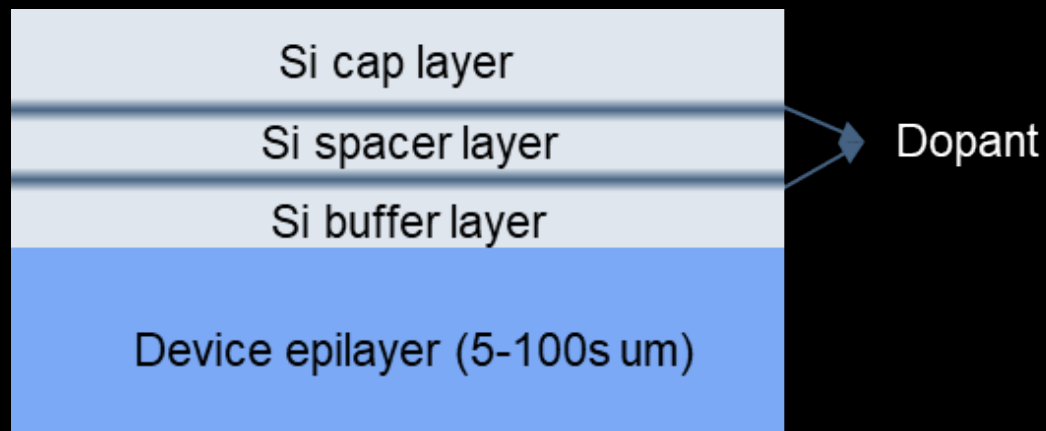 Si cap layer
Si spacer layer
Dopant
Si buffer layer
Device epilayer (5-100s um)